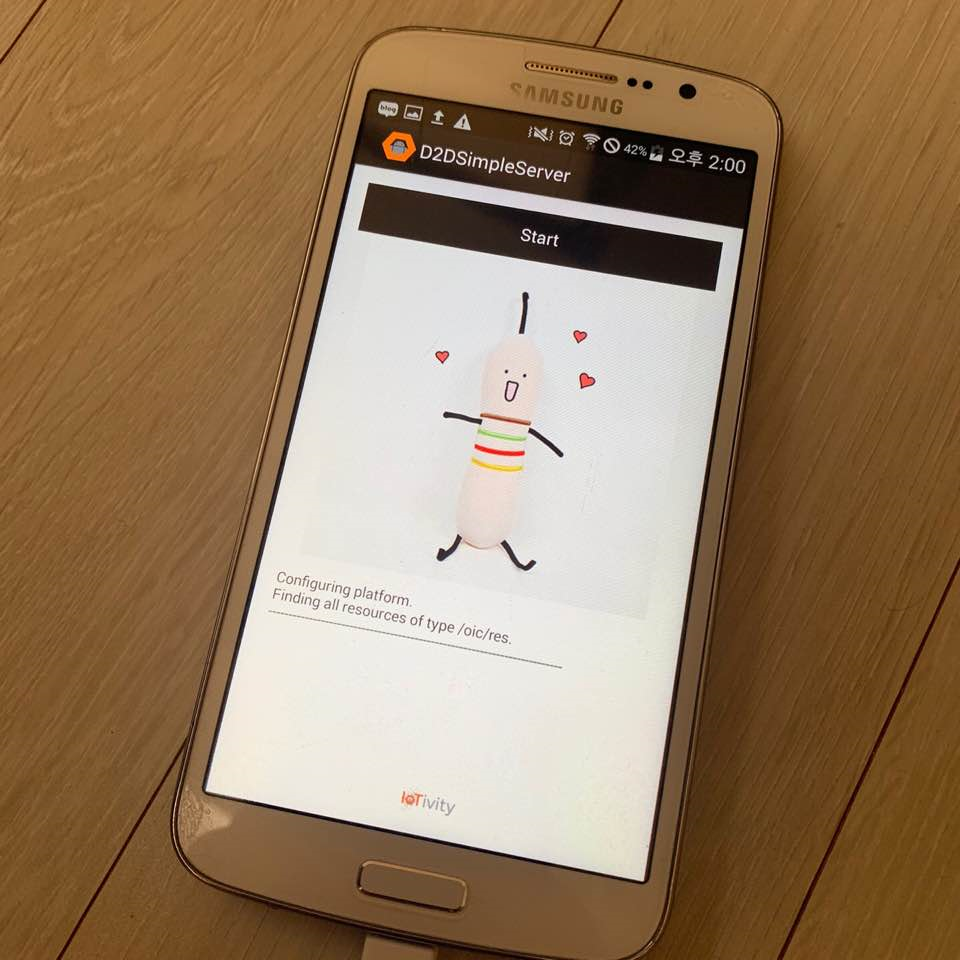 SAMSUNG
blog
42% 오후 2:00
D2DSimpleServer
Start
Configuring platform.
Finding all resources of type /oic/res.
IoTivity